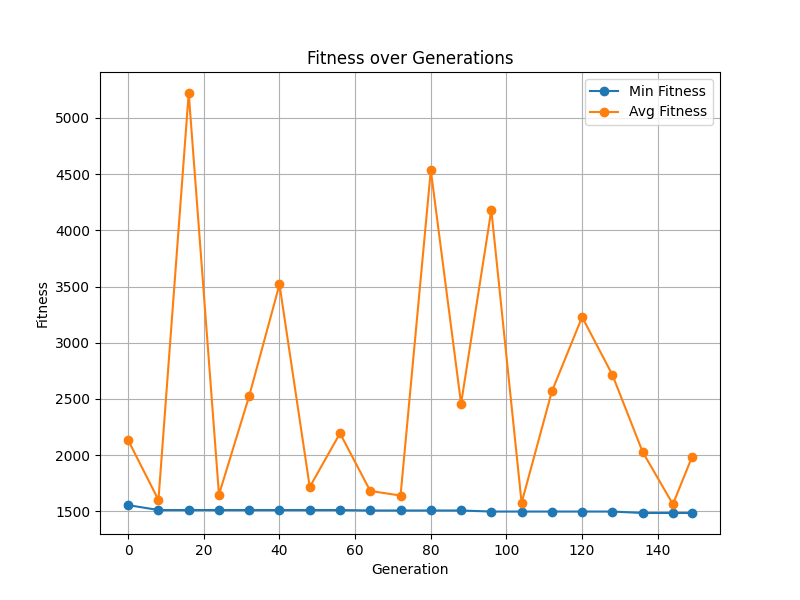 Fitness over Generations
Min Fitness
Avg Fitness
5000
4500
4000
3500
3000
2500
2000
1500
Fitness
0 20 40 60 80 100 120 140
Generation